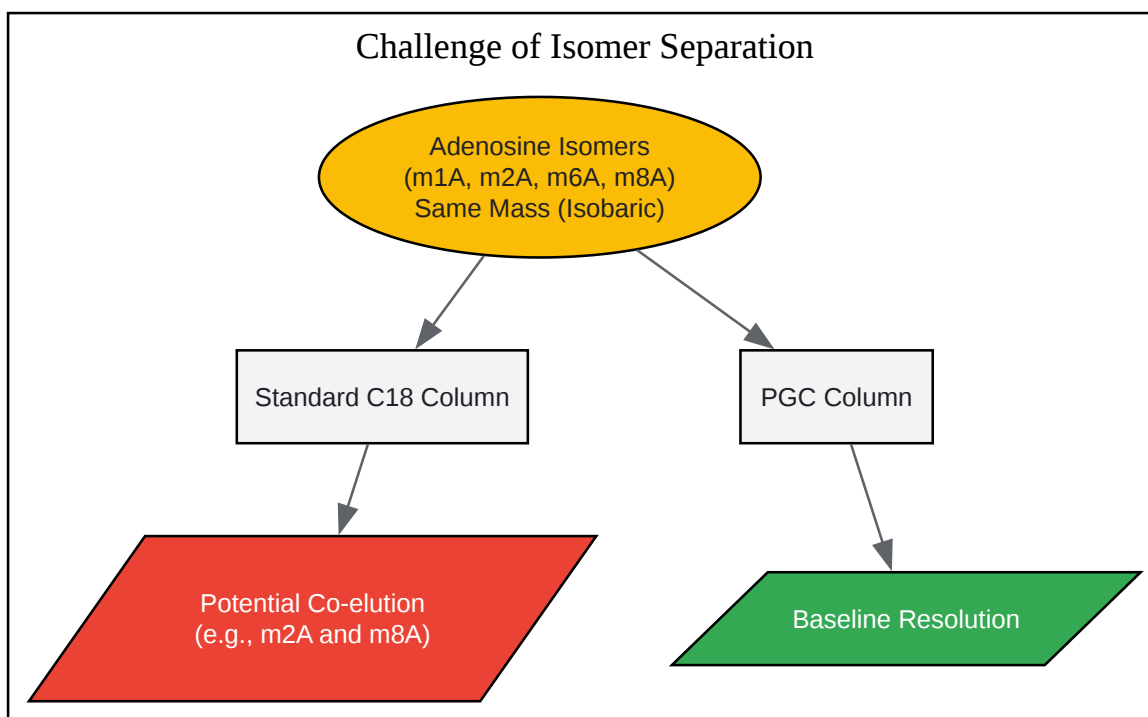 Challenge of Isomer Separation
Adenosine Isomers
(m1A, m2A, m6A, m8A)
Same Mass (Isobaric)
Standard C18 Column
PGC Column
Potential Co-elution
(e.g., m2A and m8A)
Baseline Resolution